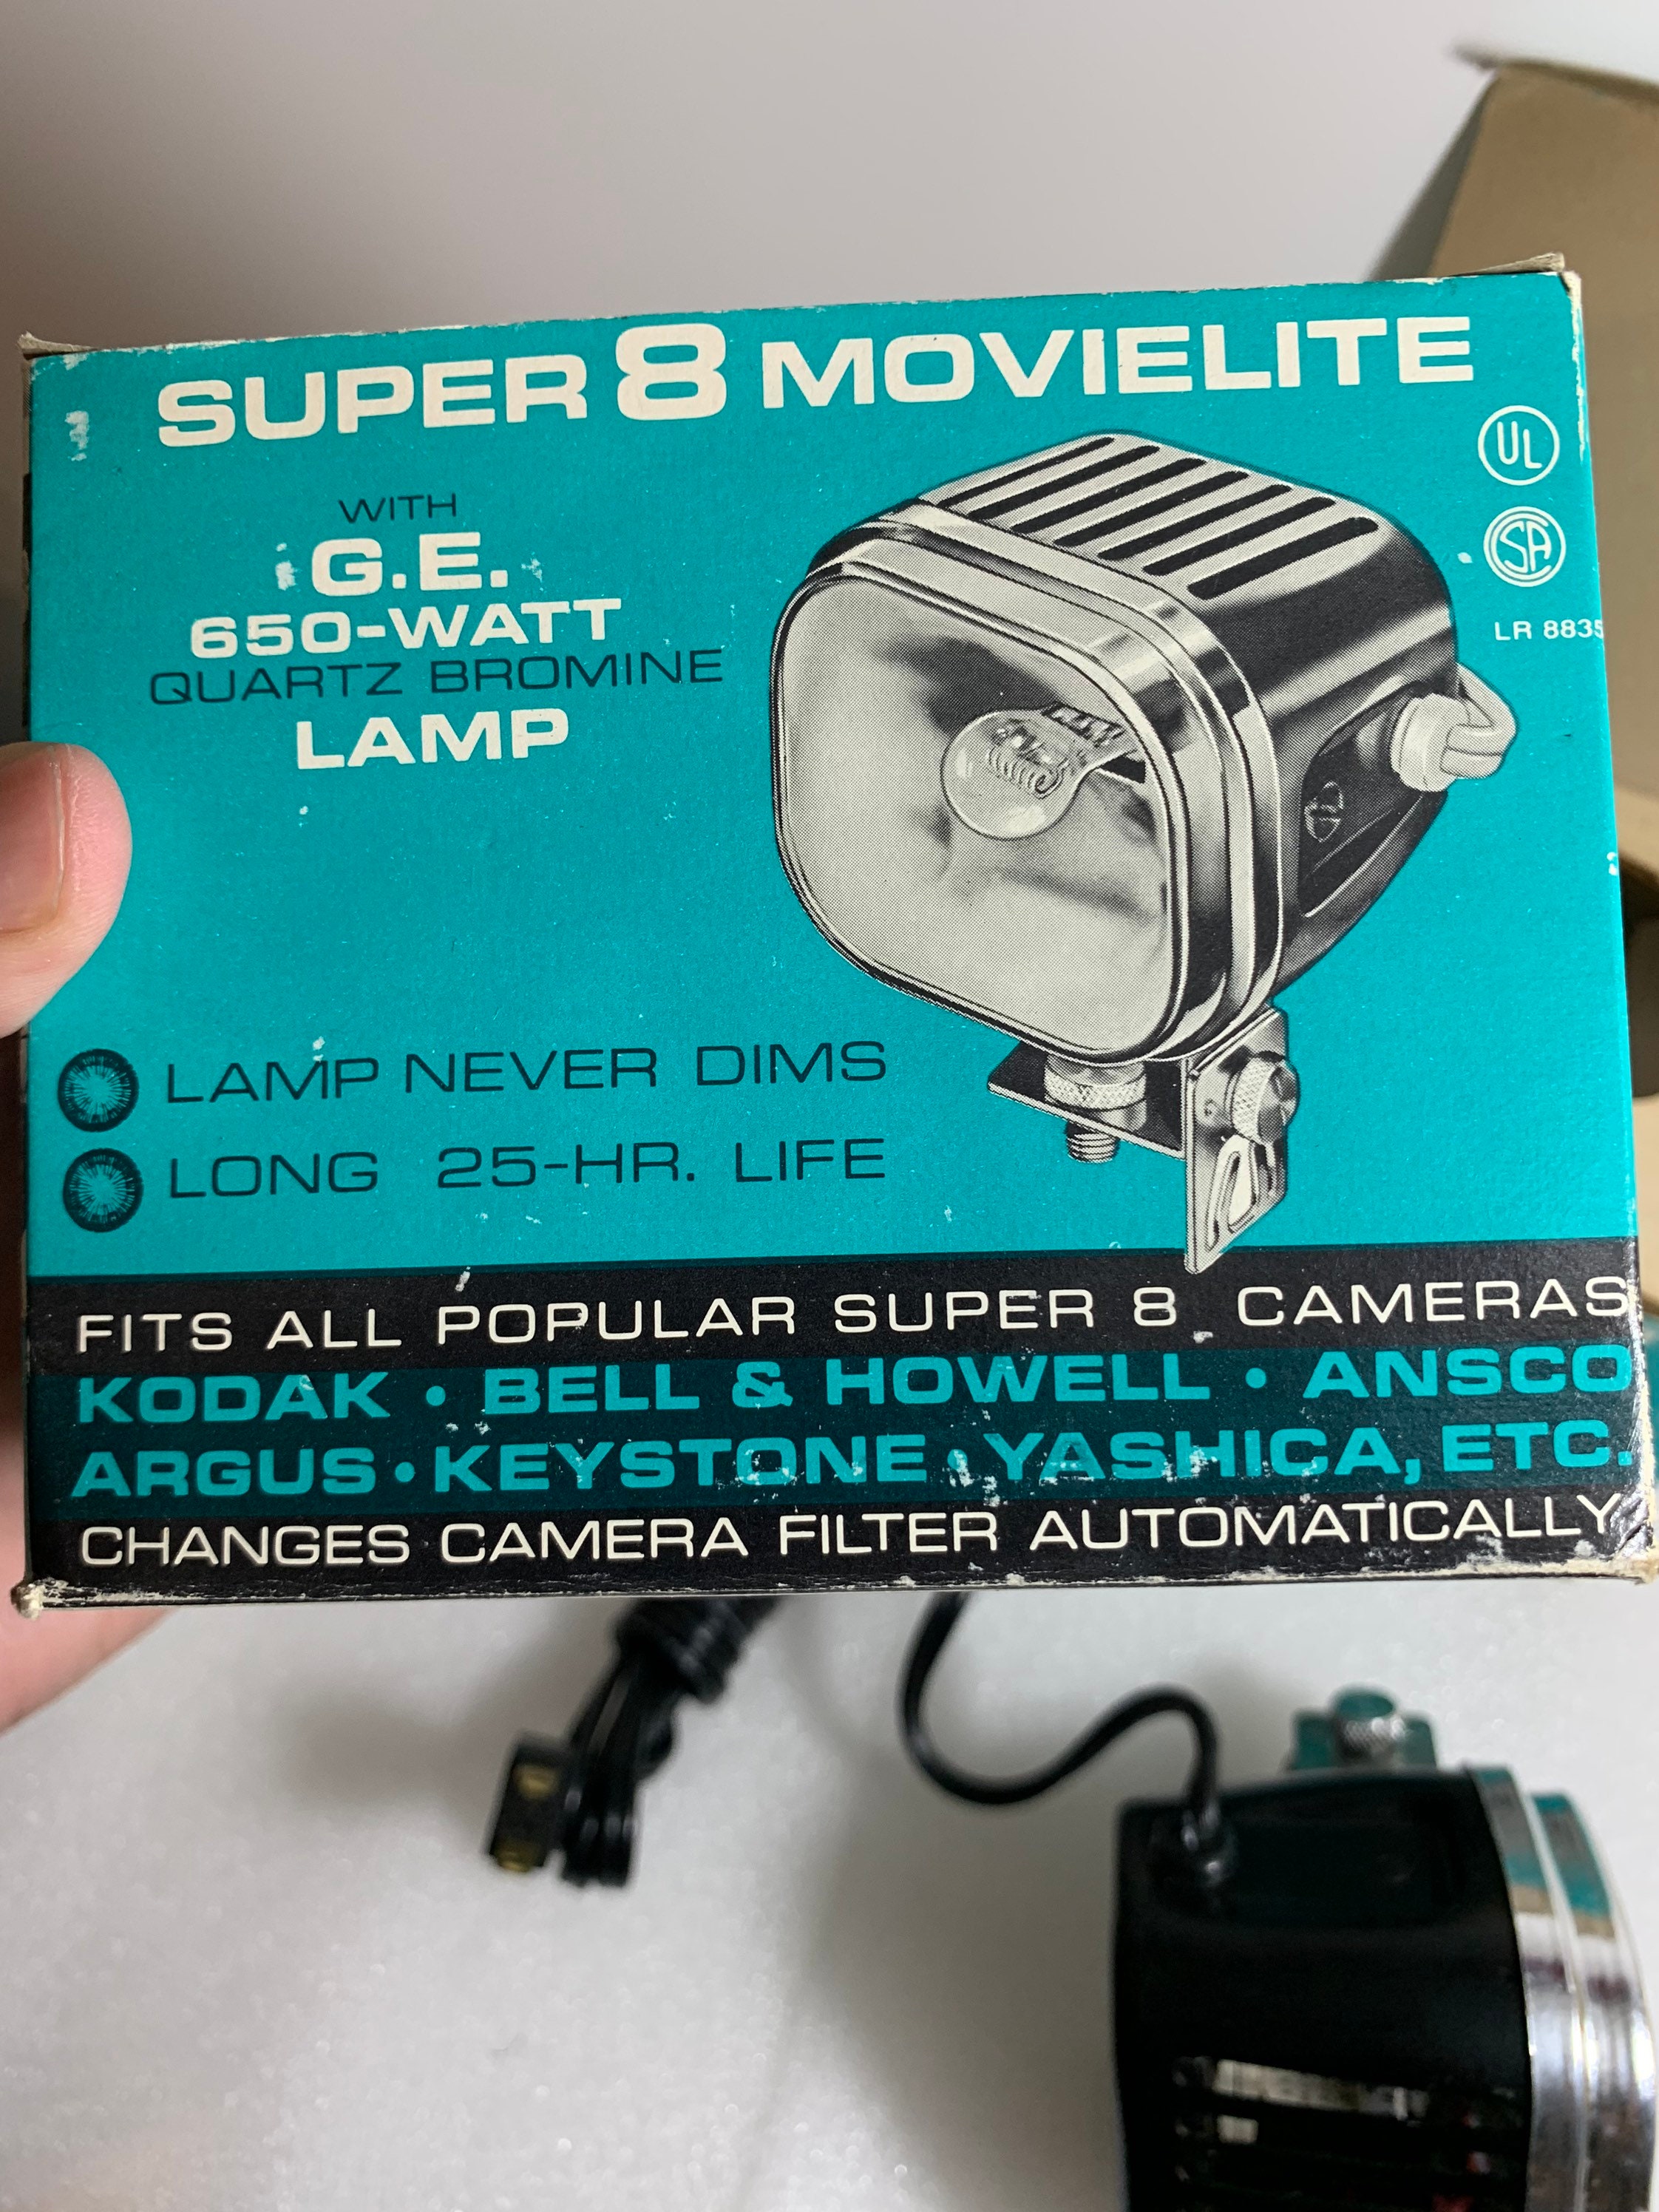 SUPER 8 MOVIELITE
UL
SA
LR 8835
WITH
G.E.
650-WATT
QUARTZ BROMINE
LAMP
LAMP NEVER DIMS
LONG 25-HR. LIFE
FITS ALL POPULAR SUPER 8 CAMERAS
KODAK • BELL & HOWELL • ANSCO
ARGUS • KEYSTONE • YASHICA, ETC.
CHANGES CAMERA FILTER AUTOMATICALLY